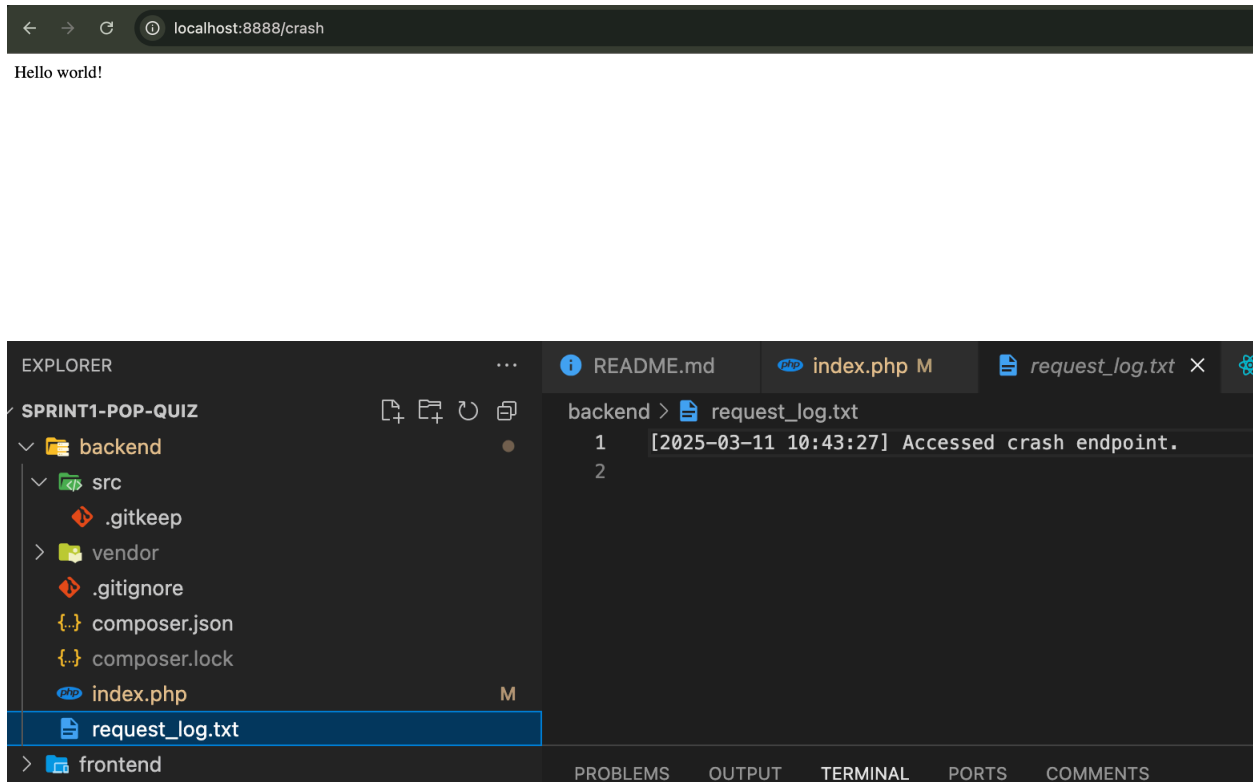 localhost:8888/crash
Hello world!
EXPLORER
SPRINT1-POP-QUIZ
backend
src
.gitkeep
vendor
.gitignore
composer.json
composer.lock
index.php M
request_log.txt
frontend
README.md index.php M request_log.txt
backend > request_log.txt
1 [2025-03-11 10:43:27] Accessed crash endpoint.
2
PROBLEMS OUTPUT TERMINAL PORTS COMMENTS